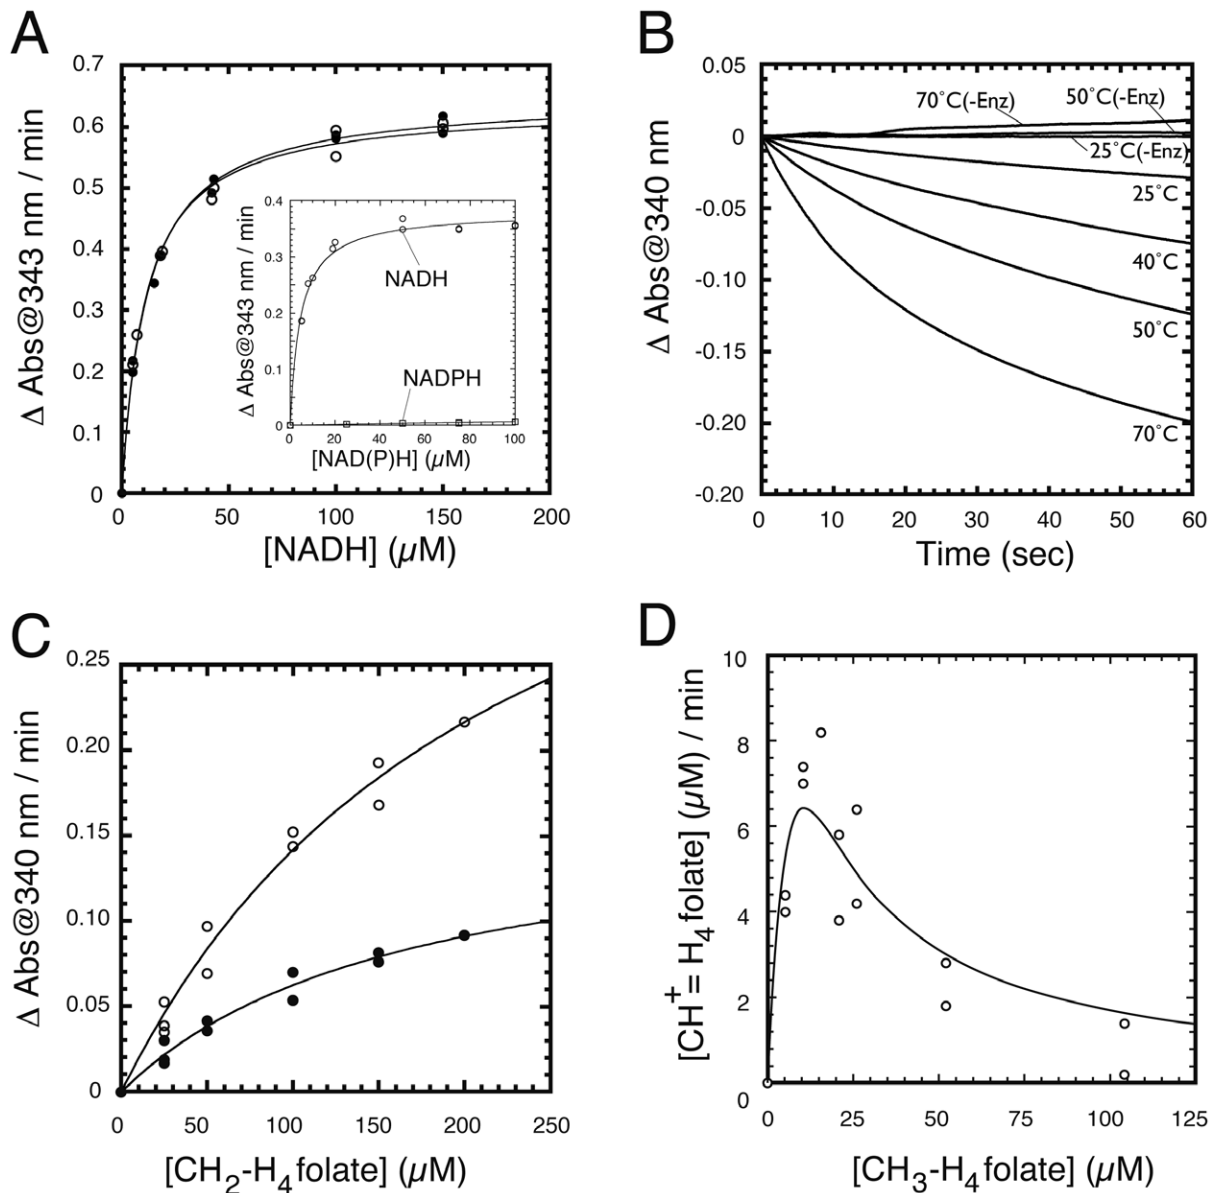 A
Δ Abs@343 nm / min
0.7
0.6
0.5
0.4
0.3
0.2
0.1
0
0 50 100 150 200
[NADH] (µM)
Δ Abs@343 nm / min
0.4
0.3
0.2
0.1
0
NADH
NADPH
0 20 40 60 80 100
[NAD(P)H] (µM)
B
Δ Abs@340 nm
0.05
0
-0.05
-0.10
-0.15
-0.20
70˚C(-Enz)
50˚C(-Enz)
25˚C(-Enz)
25˚C
40˚C
50˚C
70˚C
0 10 20 30 40 50 60
Time (sec)
C
Δ Abs@340 nm / min
0.25
0.20
0.15
0.10
0.05
0
0 50 100 150 200 250
[CH2-H4 folate] (µM)
D
[CH+= H4 folate] (µM) / min
10
8
6
4
2
0
0 25 50 75 100 125
[CH3-H4 folate] (µM)